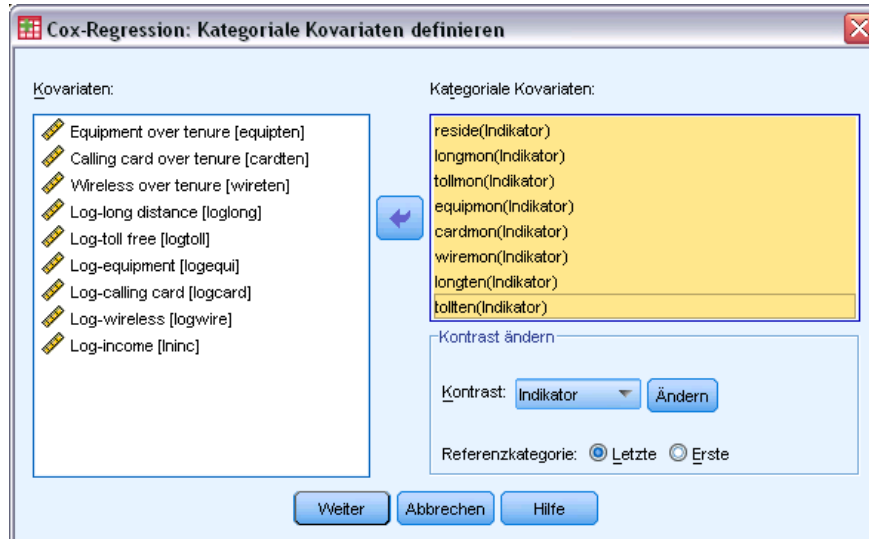 Cox-Regression: Kategoriale Kovariaten definieren
Kovariaten:
Equipment over tenure [equipten]
Calling card over tenure [cardten]
Wireless over tenure [wireten]
Log-long distance [loglong]
Log-toll free [logtoll]
Log-equipment [logequi]
Log-calling card [logcard]
Log-wireless [logwire]
Log-income [lninc]
Kategoriale Kovariaten:
reside(Indikator)
longmon(Indikator)
tollmon(Indikator)
equipmon(Indikator)
cardmon(Indikator)
wiremon(Indikator)
longten(Indikator)
tollten(Indikator)
Kontrast ändern
Kontrast: Indikator Ändern
Referenzkategorie: Letzte Erste
Weiter Abbrechen Hilfe